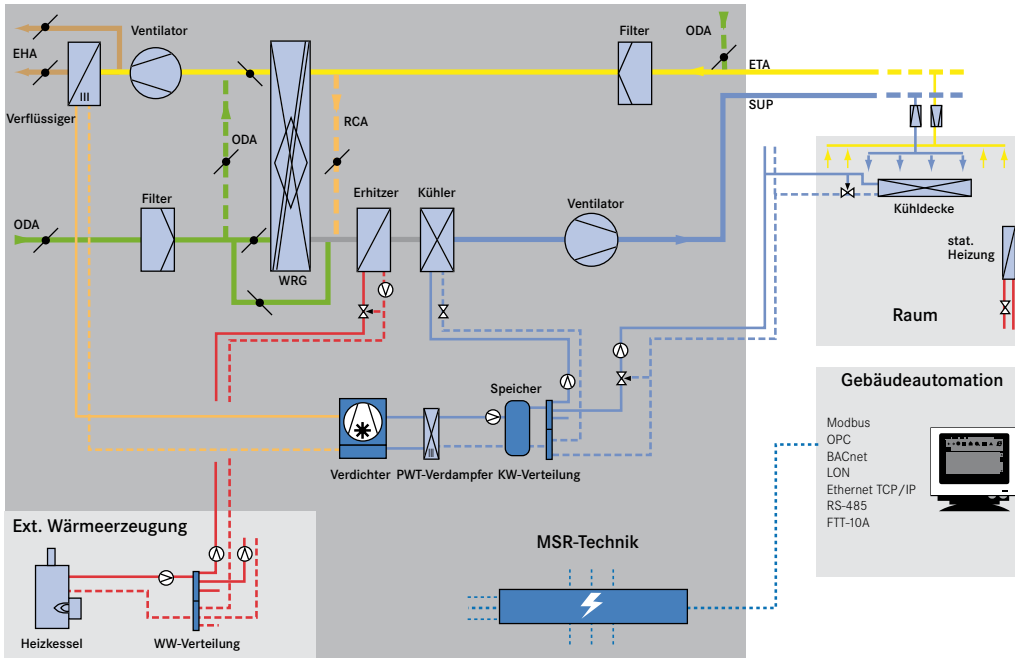 Ventilator
Filter
ODA
EHA
ETA
SUP
Verflüssiger
III
ODA
RCA
Filter
Erhitzer
Kühler
Ventilator
Kühldecke
ODA
WRG
stat.
Heizung
Raum
Speicher
Verdichter
PWT-Verdampfer
KW-Verteilung
III
Gebäudeautomation
Modbus
OPC
BACnet
LON
Ethernet TCP/IP
RS-485
FTT-10A
Ext. Wärmeerzeugung
MSR-Technik
Heizkessel
WW-Verteilung